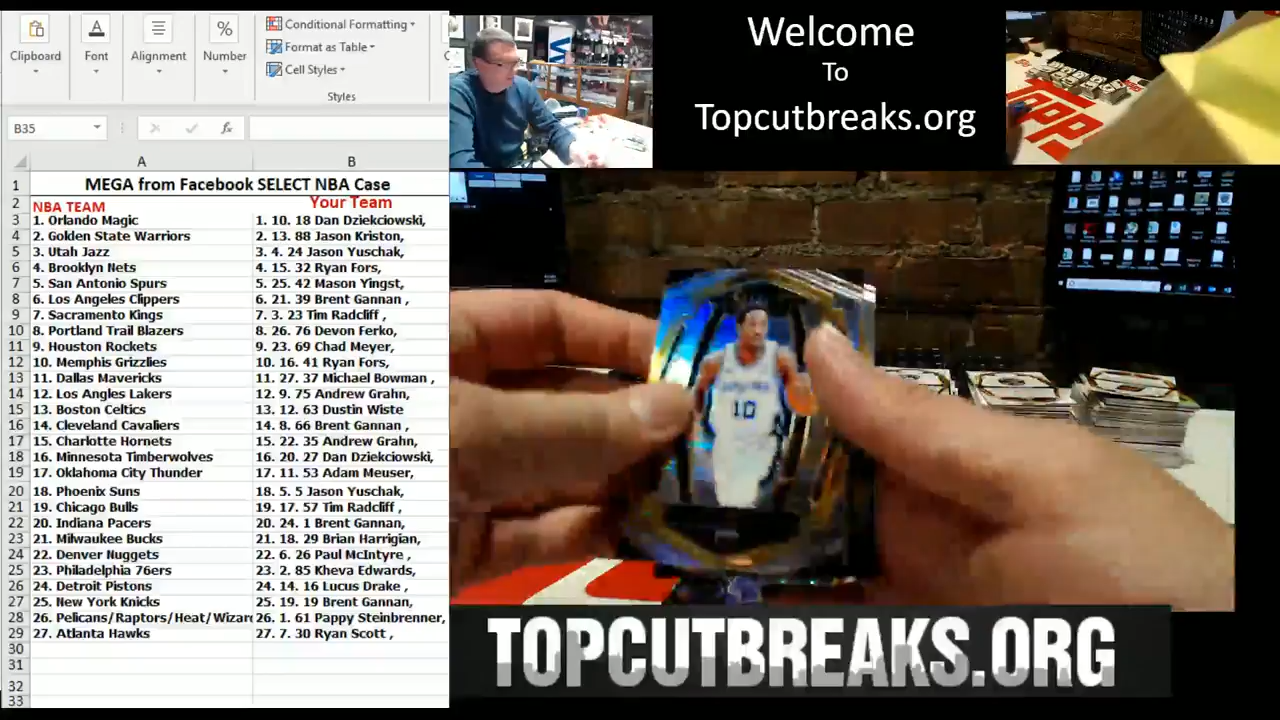 Clipboard
Font
Alignment
%
Number
Conditional Formatting
Format as Table
Cell Styles
Styles
B35
fx
A
B
1 MEGA from Facebook SELECT NBA Case
2 NBA TEAM Your Team
3 1. Orlando Magic 1. 10. 18 Dan Dziekciowski,
4 2. Golden State Warriors 2. 13. 88 Jason Kriston,
5 3. Utah Jazz 3. 4. 24 Jason Yuschak,
6 4. Brooklyn Nets 4. 15. 32 Ryan Fors,
7 5. San Antonio Spurs 5. 25. 42 Mason Yingst,
8 6. Los Angeles Clippers 6. 21. 39 Brent Gannan ,
9 7. Sacramento Kings 7. 3. 23 Tim Radcliff ,
10 8. Portland Trail Blazers 8. 26. 76 Devon Ferko,
11 9. Houston Rockets 9. 23. 69 Chad Meyer,
12 10. Memphis Grizzlies 10. 16. 41 Ryan Fors,
13 11. Dallas Mavericks 11. 27. 37 Michael Bowman ,
14 12. Los Angles Lakers 12. 9. 75 Andrew Grahn,
15 13. Boston Celtics 13. 12. 63 Dustin Wiste
16 14. Cleveland Cavaliers 14. 8. 66 Brent Gannan ,
17 15. Charlotte Hornets 15. 22. 35 Andrew Grahn,
18 16. Minnesota Timberwolves 16. 20. 27 Dan Dziekciowski,
19 17. Oklahoma City Thunder 17. 11. 53 Adam Meuser,
20 18. Phoenix Suns 18. 5. 5 Jason Yuschak,
21 19. Chicago Bulls 19. 17. 57 Tim Radcliff ,
22 20. Indiana Pacers 20. 24. 1 Brent Gannan,
23 21. Milwaukee Bucks 21. 18. 29 Brian Harrigian,
24 22. Denver Nuggets 22. 6. 26 Paul McIntyre ,
25 23. Philadelphia 76ers 23. 2. 85 Kheva Edwards,
26 24. Detroit Pistons 24. 14. 16 Lucus Drake ,
27 25. New York Knicks 25. 19. 19 Brent Gannan,
28 26. Pelicans/Raptors/Heat/Wizar 26. 1. 61 Pappy Steinbrenner,
29 27. Atlanta Hawks 27. 7. 30 Ryan Scott ,
30
31
32
33
Welcome
To
Topcutbreaks.org
10
TOPCUTBREAKS.ORG